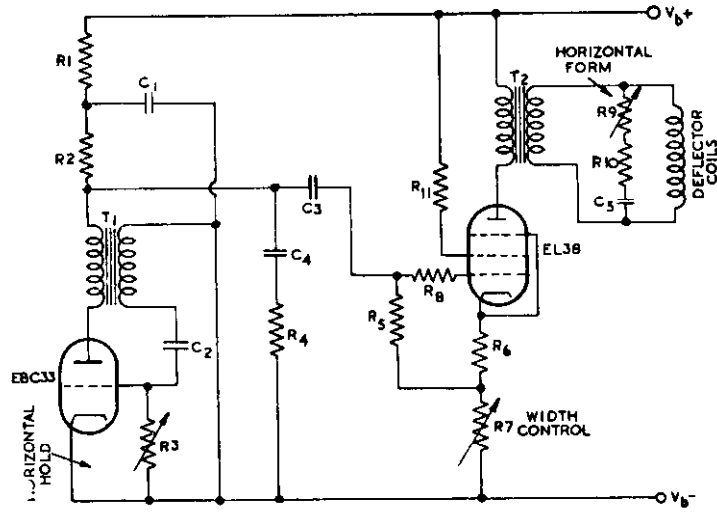 Vb+
R1
C1
R2
HORIZONTAL
FORM
T2
R9
R10
C5
DEFLECTOR
COILS
R11
C3
T1
C4
EL38
R8
C2
R4
R5
R6
EBC33
R3
R7
WIDTH
CONTROL
RIZONTAL
HOLD
Vb-